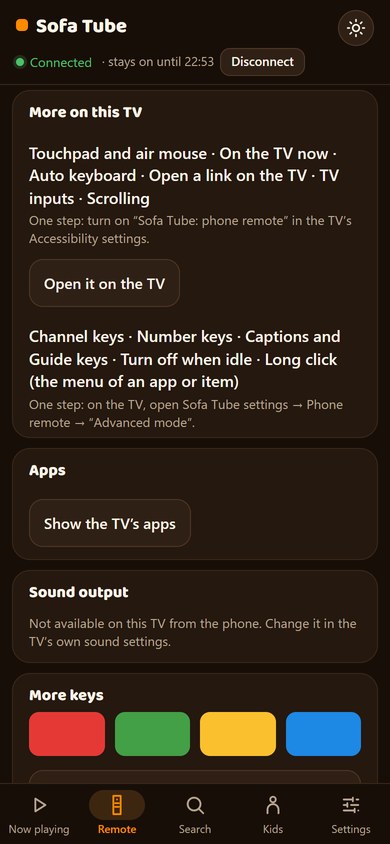 Sofa Tube
Connected · stays on until 22:53 Disconnect
More on this TV
Touchpad and air mouse · On the TV now ·
Auto keyboard · Open a link on the TV · TV
inputs · Scrolling
One step: turn on “Sofa Tube: phone remote” in the TV’s
Accessibility settings.
Open it on the TV
Channel keys · Number keys · Captions and
Guide keys · Turn off when idle · Long click
(the menu of an app or item)
One step: on the TV, open Sofa Tube settings → Phone
remote → “Advanced mode”.
Apps
Show the TV’s apps
Sound output
Not available on this TV from the phone. Change it in the
TV’s own sound settings.
More keys
Now playing Remote Search Kids Settings